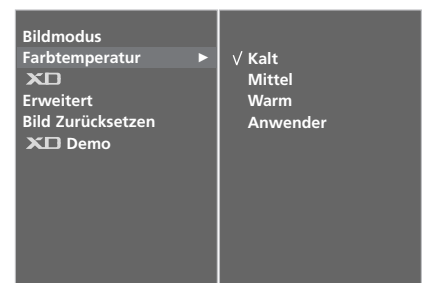 Bildmodus
Farbtemperatur ►
XD
Erweitert
Bild Zurücksetzen
XD Demo
√ Kalt
Mittel
Warm
Anwender